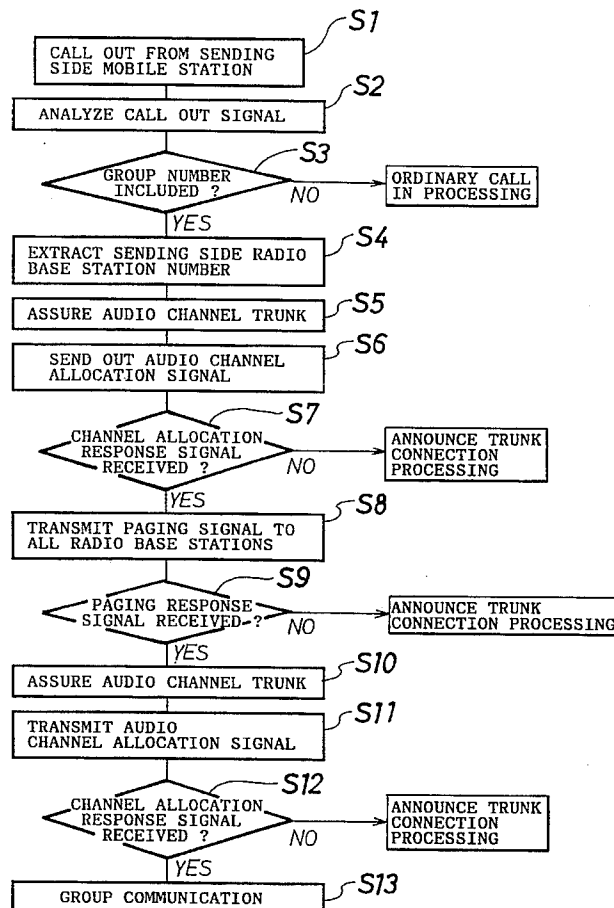 S1
CALL OUT FROM SENDING
SIDE MOBILE STATION
S2
ANALYZE CALL OUT SIGNAL
S3
GROUP NUMBER
INCLUDED ?
NO
ORDINARY CALL
IN PROCESSING
YES
S4
EXTRACT SENDING SIDE RADIO
BASE STATION NUMBER
S5
ASSURE AUDIO CHANNEL TRUNK
S6
SEND OUT AUDIO CHANNEL
ALLOCATION SIGNAL
S7
CHANNEL ALLOCATION
RESPONSE SIGNAL
RECEIVED ?
NO
ANNOUNCE TRUNK
CONNECTION
PROCESSING
YES
S8
TRANSMIT PAGING SIGNAL TO
ALL RADIO BASE STATIONS
S9
PAGING RESPONSE
SIGNAL RECEIVED ?
NO
ANNOUNCE TRUNK
CONNECTION PROCESSING
YES
S10
ASSURE AUDIO CHANNEL TRUNK
S11
TRANSMIT AUDIO
CHANNEL ALLOCATION SIGNAL
S12
CHANNEL ALLOCATION
RESPONSE SIGNAL
RECEIVED ?
NO
ANNOUNCE TRUNK
CONNECTION
PROCESSING
YES
S13
GROUP COMMUNICATION